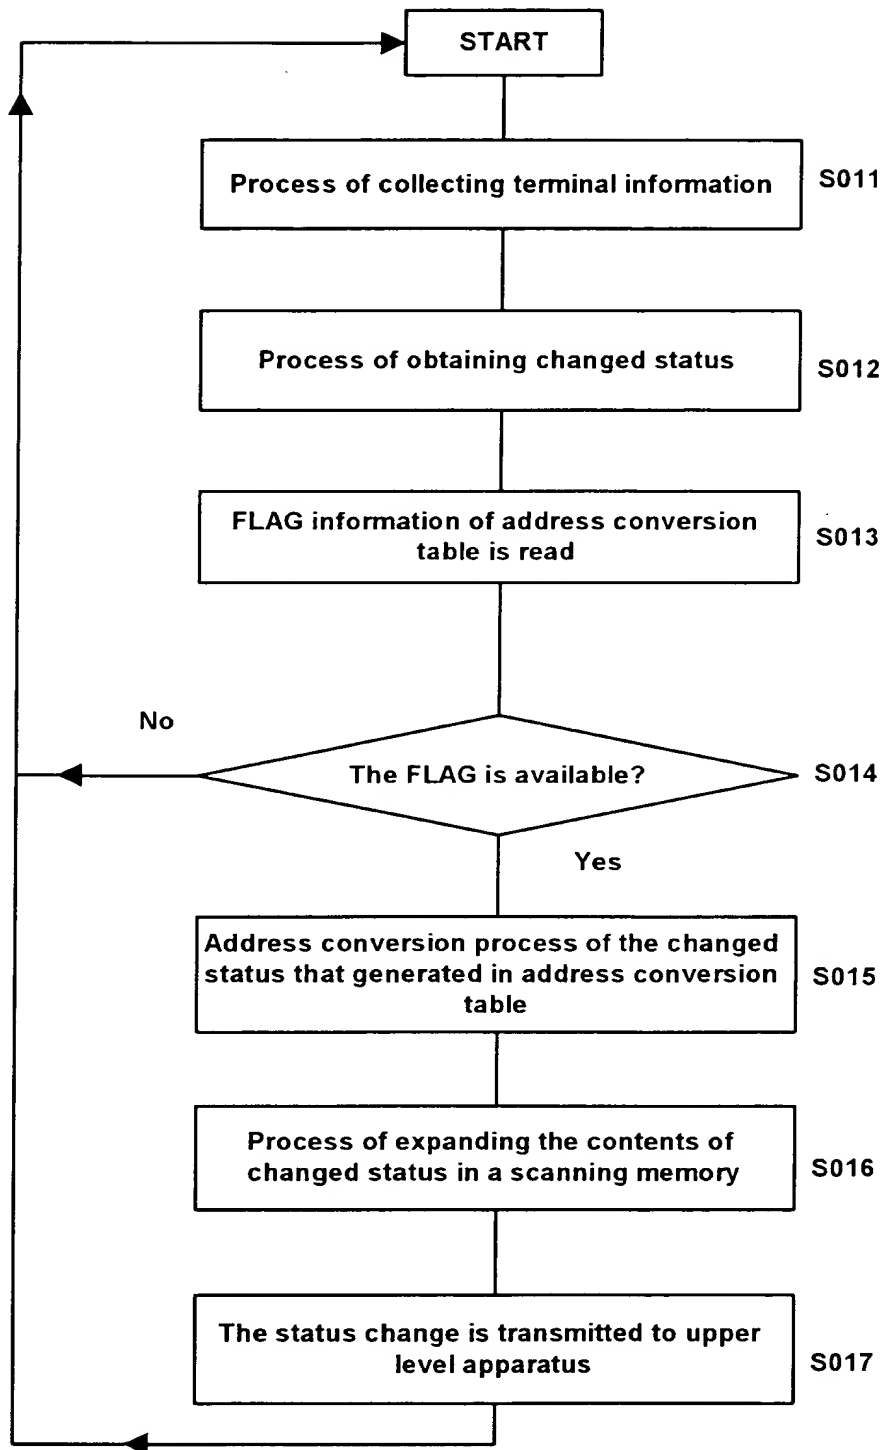 START
Process of collecting terminal information
S011
Process of obtaining changed status
S012
FLAG information of address conversion
table is read
S013
No
The FLAG is available?
S014
Yes
Address conversion process of the changed
status that generated in address conversion
table
S015
Process of expanding the contents of
changed status in a scanning memory
S016
The status change is transmitted to upper
level apparatus
S017